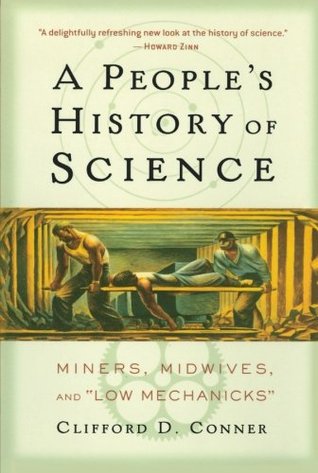 "A delightfully refreshing new look at the history of science."
— Howard Zinn
A People's
History of
Science
Miners, Midwives,
and "Low Mechanicks"
Clifford D. Conner